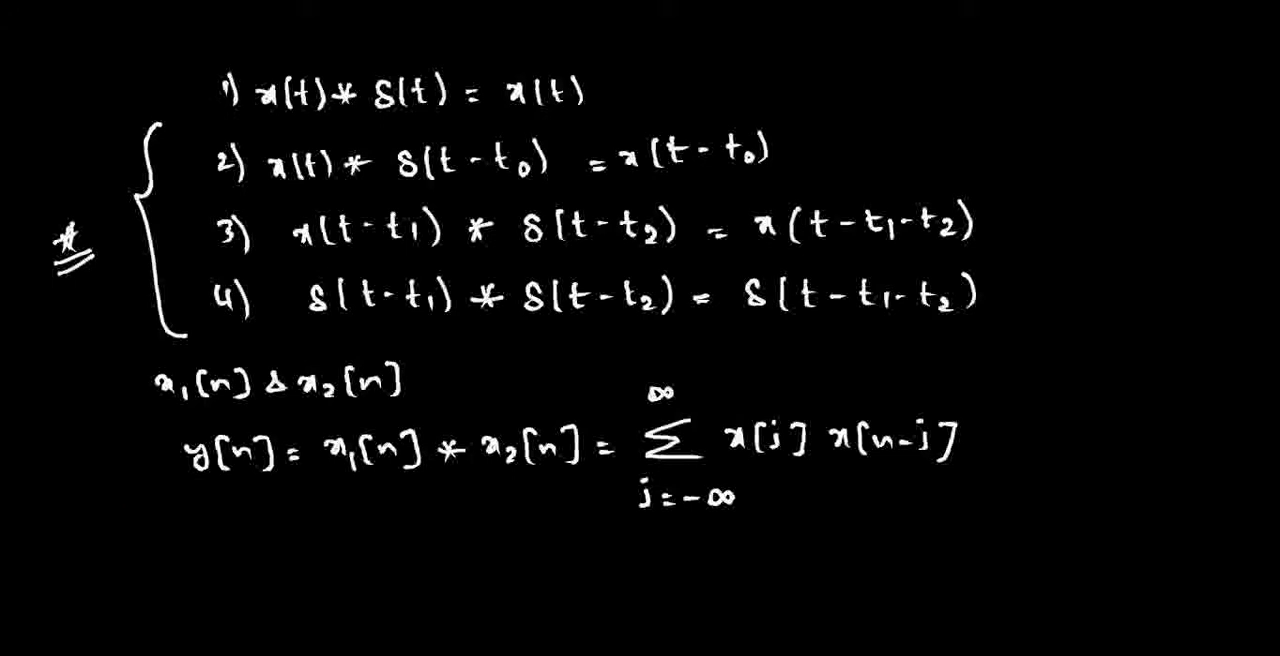 1) x(t) * δ(t) = x(t)
2) x(t) * δ(t - t₀) = x(t - t₀)
* 3) x(t - t₁) * δ(t - t₂) = x(t - t₁ - t₂)
4) δ(t - t₁) * δ(t - t₂) = δ(t - t₁ - t₂)
x₁[n] & x₂[n]
y[n] = x₁[n] * x₂[n] = ∑_{j=-∞}^{∞} x[j] x[n-j]